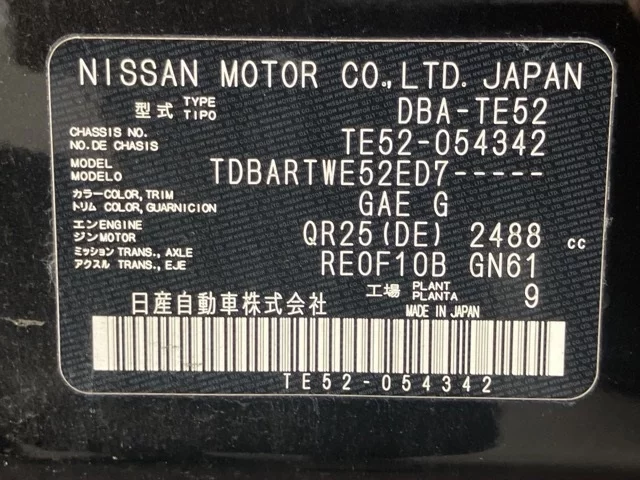 NISSAN MOTOR CO.,LTD. JAPAN
型式 TYPE TIPO DBA-TE52
CHASSIS NO. NO.DE CHASIS TE52-054342
MODEL MODELO TDBARTWE52ED7-----
カラー トリム COLOR, TRIM COLOR, GUARNICION GAE G
エンジン ENGINE MOTOR QR25(DE) 2488 cc
ミッション アクスル TRANS., AXLE TRANS., EJE RE0F10B GN61
工場 PLANT PLANTA 9
日産自動車株式会社 MADE IN JAPAN
TE52-054342